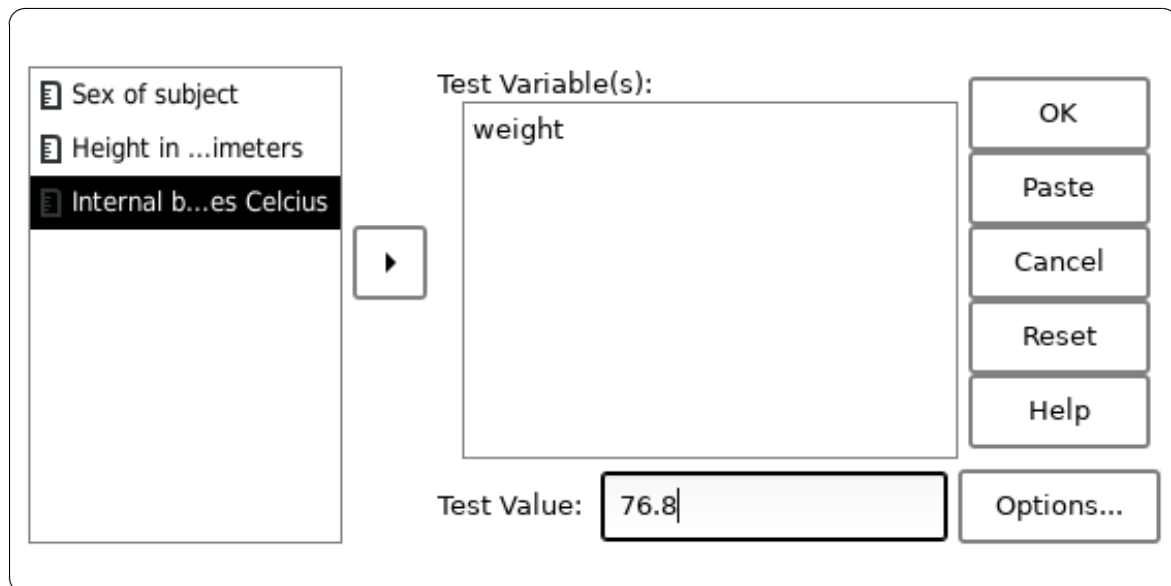 Sex of subject
Height in ...imeters
Internal b...es Celcius
Test Variable(s):
weight
OK
Paste
Cancel
Reset
Help
Test Value: 76.8
Options...